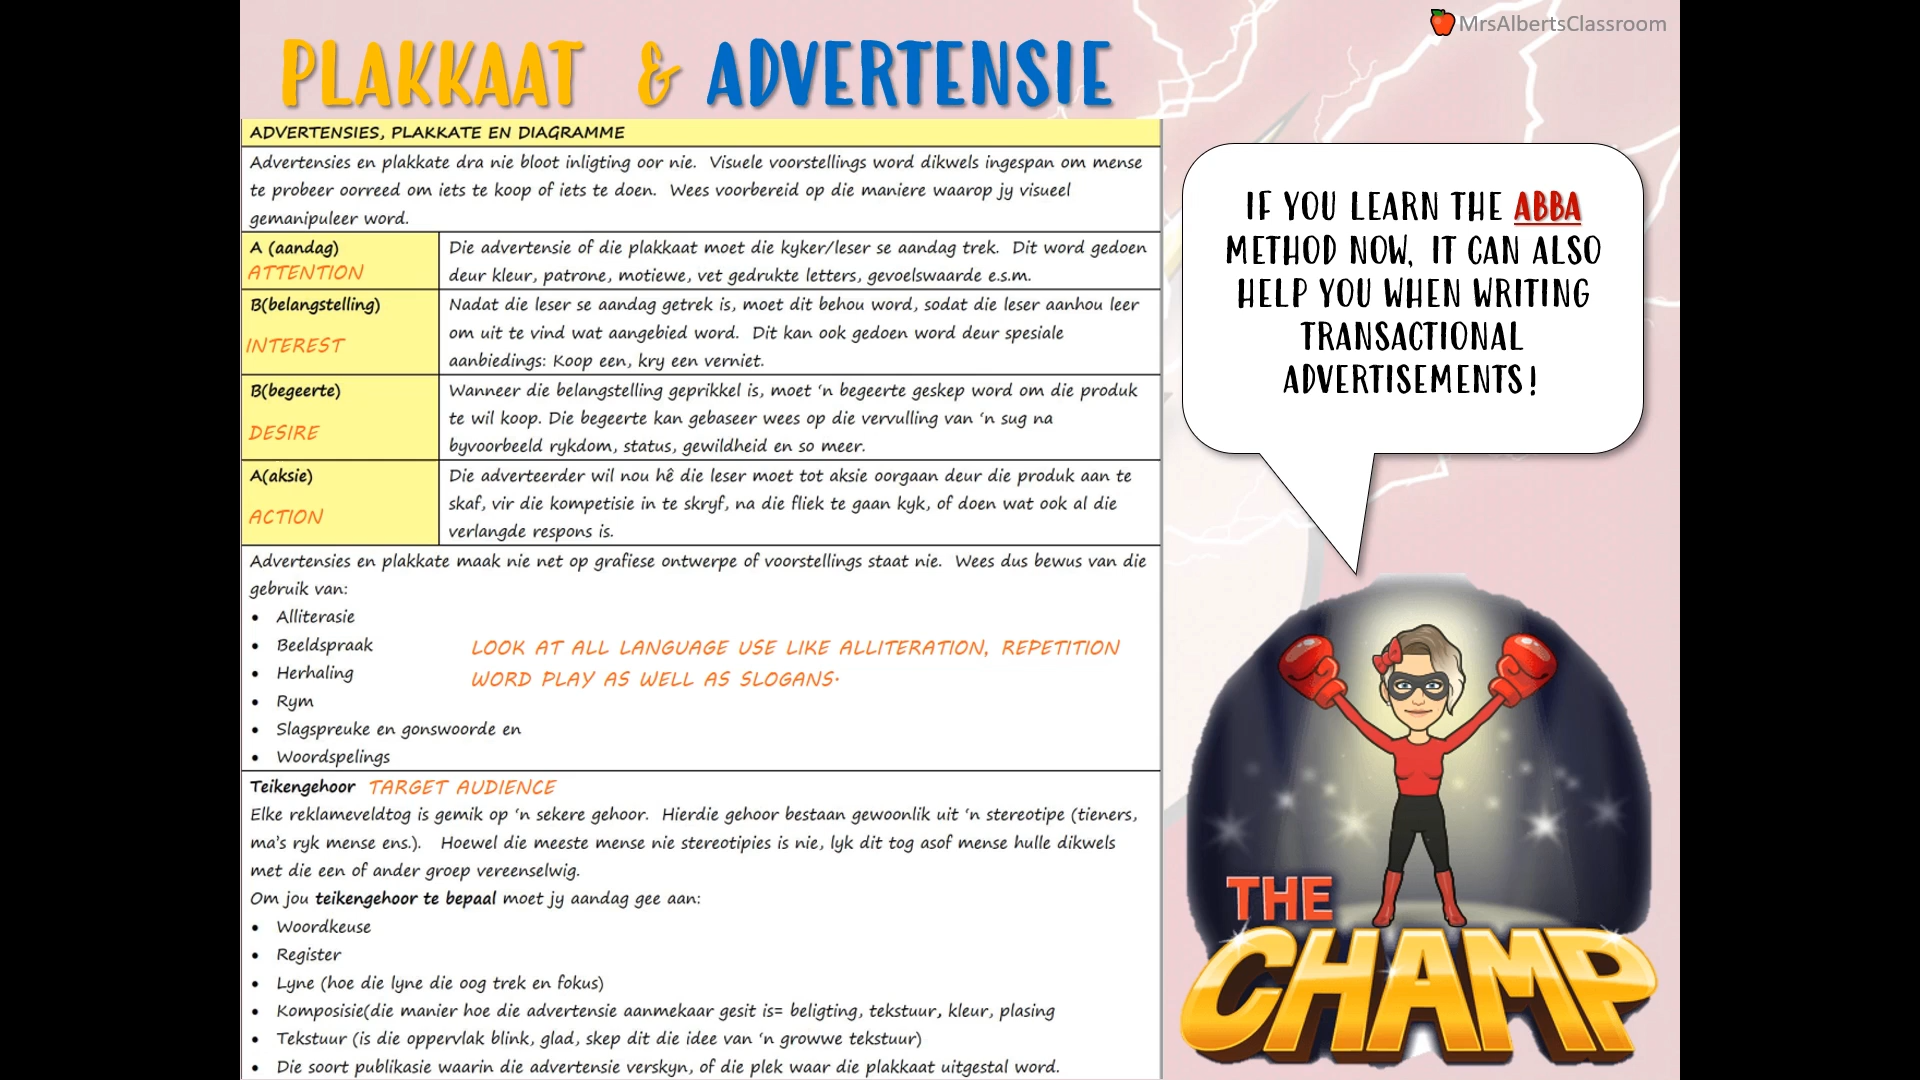 MrsAlbertsClassroom
PLAKKAAT & ADVERTENSIE
ADVERTENSIES, PLAKKATE EN DIAGRAMME
Advertensies en plakkate dra nie bloot inligting oor nie. Visuele voorstellings word dikwels ingespan om mense
te probeer oorreed om iets te koop of iets te doen. Wees voorbereid op die maniere waarop jy visueel
gemanipuleer word.
A (aandag)
ATTENTION
Die advertensie of die plakkaat moet die kyker/leser se aandag trek. Dit word gedoen
deur kleur, patrone, motiewe, vet gedrukte letters, gevoelswaarde e.s.m.
B(belangstelling)
INTEREST
Nadat die leser se aandag getrek is, moet dit behou word, sodat die leser aanhou leer
om uit te vind wat aangebied word. Dit kan ook gedoen word deur spesiale
aanbiedings: Koop een, kry een verniet.
B(begeerte)
DESIRE
Wanneer die belangstelling geprikkel is, moet ‘n begeerte geskep word om die produk
te wil koop. Die begeerte kan gebaseer wees op die vervulling van ‘n sug na
byvoorbeeld rykdom, status, gewildheid en so meer.
A(aksie)
ACTION
Die adverteerder wil nou hê die leser moet tot aksie oorgaan deur die produk aan te
skaf, vir die kompetisie in te skryf, na die fliek te gaan kyk, of doen wat ook al die
verlangde respons is.
Advertensies en plakkate maak nie net op grafiese ontwerpe of voorstellings staat nie. Wees dus bewus van die
gebruik van:
• Alliterasie
• Beeldspraak
• Herhaling
• Rym
• Slagspreuke en gonswoorde en
• Woordspelings
LOOK AT ALL LANGUAGE USE LIKE ALLITERATION, REPETITION
WORD PLAY AS WELL AS SLOGANS.
Teikengehoor TARGET AUDIENCE
Elke reklameveldtog is gemik op ‘n sekere gehoor. Hierdie gehoor bestaan gewoonlik uit ‘n stereotipe (tieners,
ma’s ryk mense ens.). Hoewel die meeste mense nie stereotipies is nie, lyk dit tog asof mense hulle dikwels
met die een of ander groep vereenselwig.
Om jou teikengehoor te bepaal moet jy aandag gee aan:
• Woordkeuse
• Register
• Lyne (hoe die lyne die oog trek en fokus)
• Komposisie(die manier hoe die advertensie aanmekaar gesit is= beligting, tekstuur, kleur, plasing
• Tekstuur (is die oppervlak blink, glad, skep dit die idee van ‘n growwe tekstuur)
• Die soort publikasie waarin die advertensie verskyn, of die plek waar die plakkaat uitgestal word.
IF YOU LEARN THE ABBA
METHOD NOW, IT CAN ALSO
HELP YOU WHEN WRITING
TRANSACTIONAL
ADVERTISEMENTS!
THE
CHAMP